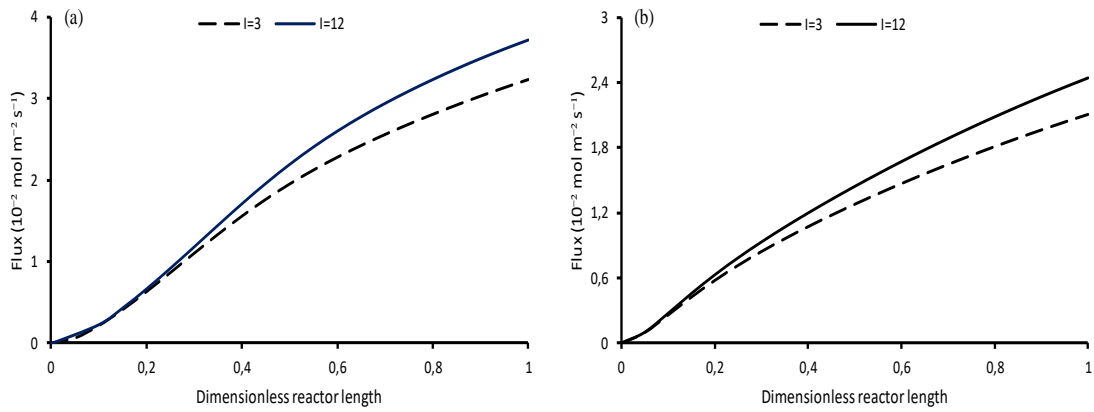 (a)
I=3
I=12
4
3
2
1
0
Flux (10⁻² mol m⁻² s⁻¹)
0
0,2
0,4
0,6
0,8
1
Dimensionless reactor length
(b)
I=3
I=12
3
2,4
1,8
1,2
0,6
0
Flux (10⁻² mol m⁻² s⁻¹)
0
0,2
0,4
0,6
0,8
1
Dimensionless reactor length